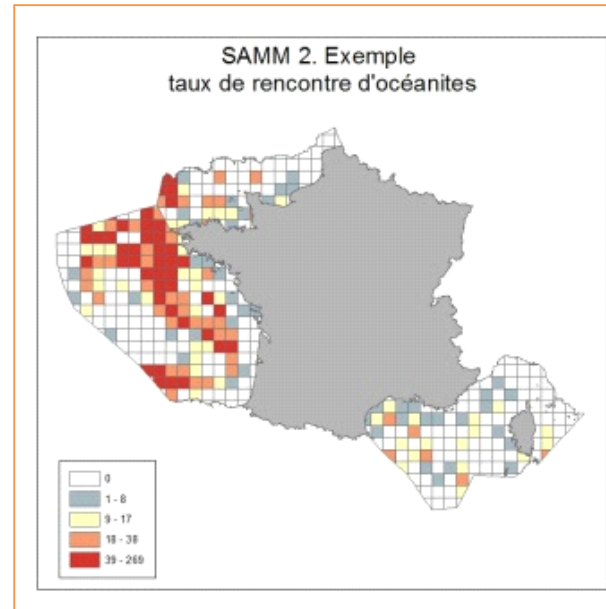 SAMM 2. Exemple
taux de rencontre d'océanites
0
1 - 8
9 - 17
18 - 38
39 - 269